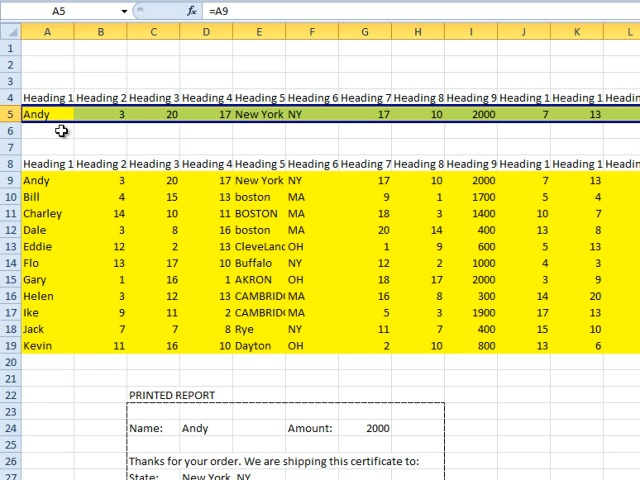 A5 fx =A9
A B C D E F G H I J K L
1
2
3
4 Heading 1 Heading 2 Heading 3 Heading 4 Heading 5 Heading 6 Heading 7 Heading 8 Heading 9 Heading 1 Heading 1 Headin
5 Andy 3 20 17 New York NY 17 10 2000 7 13
6
7
8 Heading 1 Heading 2 Heading 3 Heading 4 Heading 5 Heading 6 Heading 7 Heading 8 Heading 9 Heading 1 Heading 1 Headin
9 Andy 3 20 17 New York NY 17 10 2000 7 13
10 Bill 4 15 13 boston MA 9 1 1700 5 4
11 Charley 14 10 11 BOSTON MA 18 3 1400 10 7
12 Dale 3 8 16 boston MA 20 14 400 13 8
13 Eddie 12 2 13 CleveLanc OH 1 9 600 5 13
14 Flo 13 17 10 Buffalo NY 12 2 1000 4 3
15 Gary 1 16 1 AKRON OH 18 17 2000 3 9
16 Helen 3 12 13 CAMBRID MA 16 8 300 14 20
17 Ike 9 11 2 CAMBRID MA 5 3 1900 17 13
18 Jack 7 7 8 Rye NY 11 7 400 15 10
19 Kevin 11 16 10 Dayton OH 2 10 800 13 6
20
21
22 PRINTED REPORT
23
24 Name: Andy Amount: 2000
25
26 Thanks for your order. We are shipping this certificate to:
27 State: New York, NY